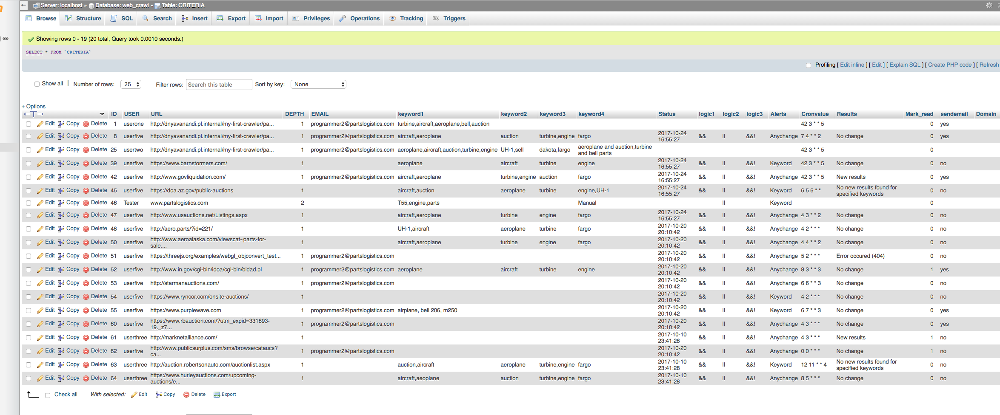 Server: localhost » Database: web_crawl » Table: CRITERIA
Browse Structure SQL Search Insert Export Import Privileges Operations Tracking Triggers
Showing rows 0 - 19 (20 total, Query took 0.0010 seconds.)
SELECT * FROM `CRITERIA`
Profiling [ Edit inline ] [ Edit ] [ Explain SQL ] [ Create PHP code ] [ Refresh
Show all | Number of rows: 25 Filter rows: Search this table Sort by key: None
+ Options
←T→ ID USER URL DEPTH EMAIL keyword1 keyword2 keyword3 keyword4 Status logic1 logic2 logic3 Alerts Cronvalue Results Mark_read sendemail Domain
Edit Copy Delete 1 userone http://dnyavanandi.pl.internal/my-first-crawler/pa... 1 programmer2@partslogistics.com turbine,aircraft,aeroplane,bell,auction 42 3 * * 5 0 yes
Edit Copy Delete 8 userfive http://dnyavanandi.pl.internal/my-first-crawler/pa... 1 programmer2@partslogistics.com aircraft,aeroplane auction turbine,engine fargo 2017-10-24 16:55:27 && || &&! Anychange 7 4 * * 2 No change 0 yes
Edit Copy Delete 25 usertwo http://dnyavanandi.pl.internal/my-first-crawler/pa... 1 programmer2@partslogistics.com aeroplane,aircraft,auction,turbine,engine UH-1,sell dakota,fargo aeroplane and auction,turbine and bell parts 42 3 * * 5 0
Edit Copy Delete 39 userfive https://www.barnstormers.com/ 1 aeroplane aircraft turbine engine 2017-10-24 16:55:27 && || &&! Keyword 42 3 * * 5 No change 0 no
Edit Copy Delete 42 userfive http://www.govliquidation.com/ 1 programmer2@partslogistics.com aircraft,aeroplane turbine,engine auction fargo 2017-10-24 16:55:27 && || &&! Anychange 42 3 * * 5 New results 0 yes
Edit Copy Delete 45 userfive https://doa.az.gov/public-auctions 1 aircraft,auction aeroplane turbine engine,UH-1 2017-10-24 16:55:27 && || &&! Keyword 6 5 6 * * No new results found for specified keywords 0 no
Edit Copy Delete 46 Tester www.partslogistics.com 2 T55,engine,parts Manual || Keyword 0
Edit Copy Delete 47 userfive http://www.usauctions.net/Listings.aspx 1 aircraft,aeroplane turbine engine fargo 2017-10-24 16:55:27 && || &&! Anychange 4 3 * * 2 No change 0 no
Edit Copy Delete 48 userfive http://aero.parts/?id=221/ 1 UH-1,aircraft aeroplane turbine fargo 2017-10-20 20:10:42 && || &&! Anychange 4 2 * * * No change 0 no
Edit Copy Delete 50 userfive http://www.aeroalaska.com/viewscat~parts-for-sale.... 1 aircraft,aeroplane turbine engine fargo 2017-10-20 20:10:42 && || &&! Anychange 4 4 * * 2 No change 0 no
Edit Copy Delete 51 userfive https://threejs.org/examples/webgl_objconvert_test... 1 programmer2@partslogistics.com 2017-10-20 20:10:42 && || &&! Anychange 5 2 * * * Error occured (404) 0 no
Edit Copy Delete 52 userfive http://www.in.gov/cgi-bin/idoa/cgi-bin/bidad.pl 1 programmer2@partslogistics.com aeroplane aircraft turbine engine 2017-10-20 20:10:42 && || &&! Anychange 8 3 * * 3 No change 1 yes
Edit Copy Delete 53 userfive http://starmanauctions.com/ 1 programmer2@partslogistics.com 2017-10-20 20:10:42 && || &&! Anychange 6 6 * * 3 No change 0 no
Edit Copy Delete 54 userfive https://www.ryncor.com/onsite-auctions/ 1 2017-10-20 20:10:42 && || &&! Keyword 4 2 * * * No change 0 no
Edit Copy Delete 55 userfive https://www.purplewave.com 1 programmer2@partslogistics.com airplane, bell 206, m250 2017-10-20 20:10:42 && || &&! Keyword 6 7 * * 3 No change 0 yes
Edit Copy Delete 60 userfive https://www.rbauction.com/?utm_expid=331893-19._z7... 1 programmer2@partslogistics.com 2017-10-20 20:10:42 && || &&! Anychange 4 3 * * * No change 0 yes
Edit Copy Delete 61 userthree http://marknetalliance.com/ 1 2017-10-10 23:41:28 && || &&! Anychange 4 3 * * * New results 1 no
Edit Copy Delete 62 userfive http://www.publicsurplus.com/sms/browse/cataucs?ca... 1 programmer2@partslogistics.com 2017-10-20 20:10:42 && || &&! Anychange 0 0 * * * No change 1 no
Edit Copy Delete 63 userthree http://auction.robertsonauto.com/auctionlist.aspx 1 auction,aircraft aeroplane turbine,engine fargo 2017-10-10 23:41:28 && || &&! Keyword 12 11 * * 4 No new results found for specified keywords 0 no
Edit Copy Delete 64 userthree https://www.hurleyauctions.com/upcoming-auctions/e... 1 aircraft,aeoplane auction turbine,engine fargo 2017-10-10 23:41:28 && || &&! Anychange 8 5 * * * No change 0 no
Check all With selected: Edit Copy Delete Export